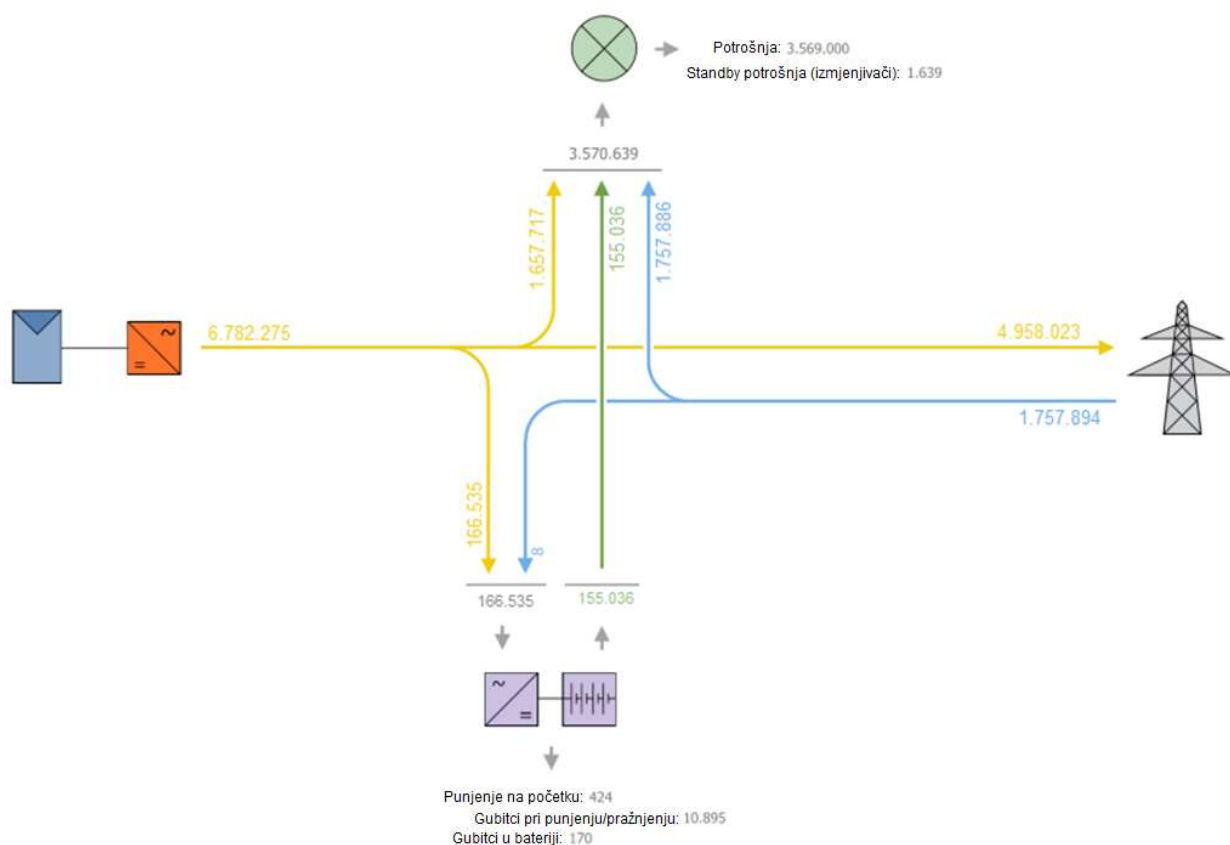 Potrošnja: 3.569.000
Standby potrošnja (izmjenjivači): 1.639
3.570.639
1.657.717
155.036
1.757.886
6.782.275
4.958.023
1.757.894
166.535
8
166.535
155.036
Punjenje na početku: 424
Gubitci pri punjenju/pražnjenju: 10.895
Gubitci u bateriji: 170